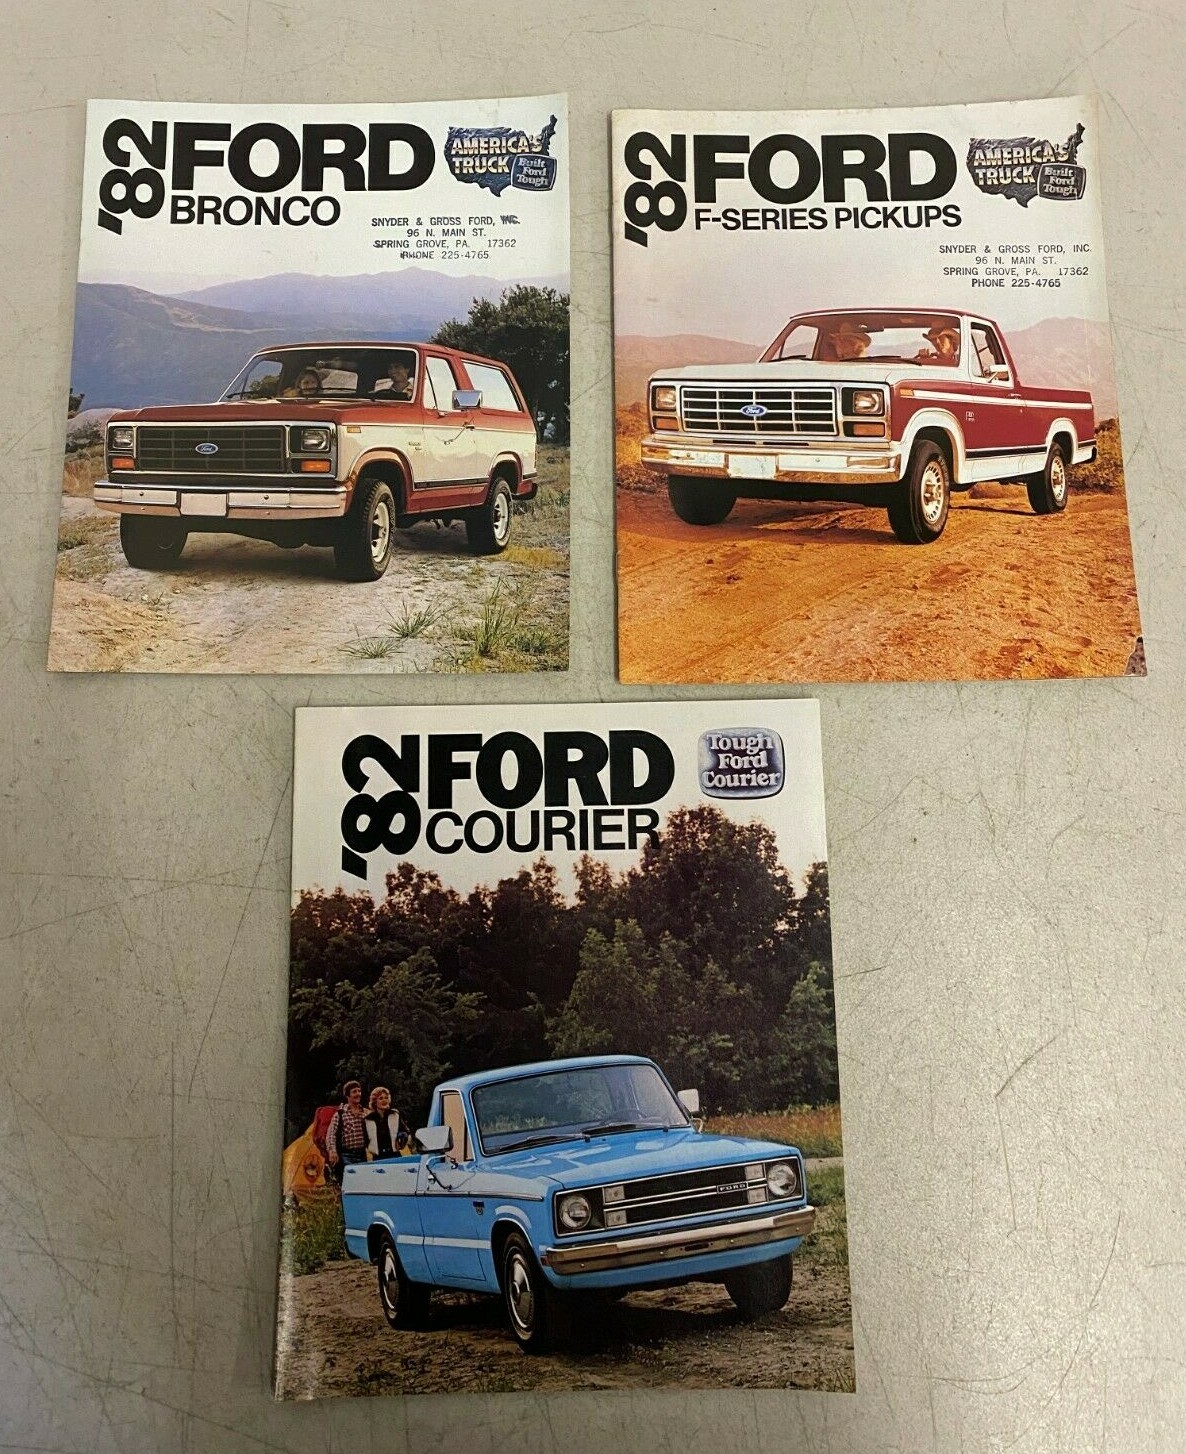 '82 FORD
BRONCO
AMERICA'S
TRUCK
Built
Ford
Tough
SNYDER & GROSS FORD, INC.
96 N. MAIN ST.
SPRING GROVE, PA. 17362
PHONE 225-4765
Ford
'82 FORD
F-SERIES PICKUPS
AMERICA'S
TRUCK
Built
Ford
Tough
SNYDER & GROSS FORD, INC.
96 N. MAIN ST.
SPRING GROVE, PA. 17362
PHONE 225-4765
Ford
'82 FORD
COURIER
Tough
Ford
Courier
FORD